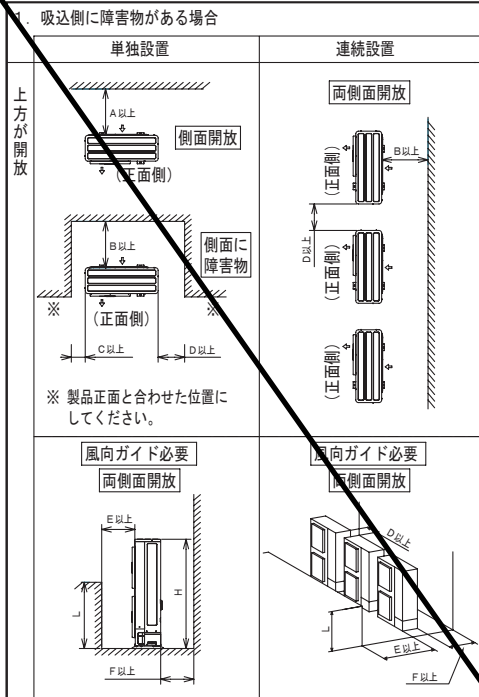 1. 吸込側に障害物がある場合
単独設置
連続設置
上方が開放
A以上
側面開放
(正面側)
B以上
側面に
障害物
※
※
(正面側)
C以上
D以上
※ 製品正面と合わせた位置に
してください。
両側面開放
B以上
(正面側)
D以上
(正面側)
(正面側)
風向ガイド必要
両側面開放
E以上
L
H
F以上
風向ガイド必要
両側面開放
D以上
L
E以上
F以上